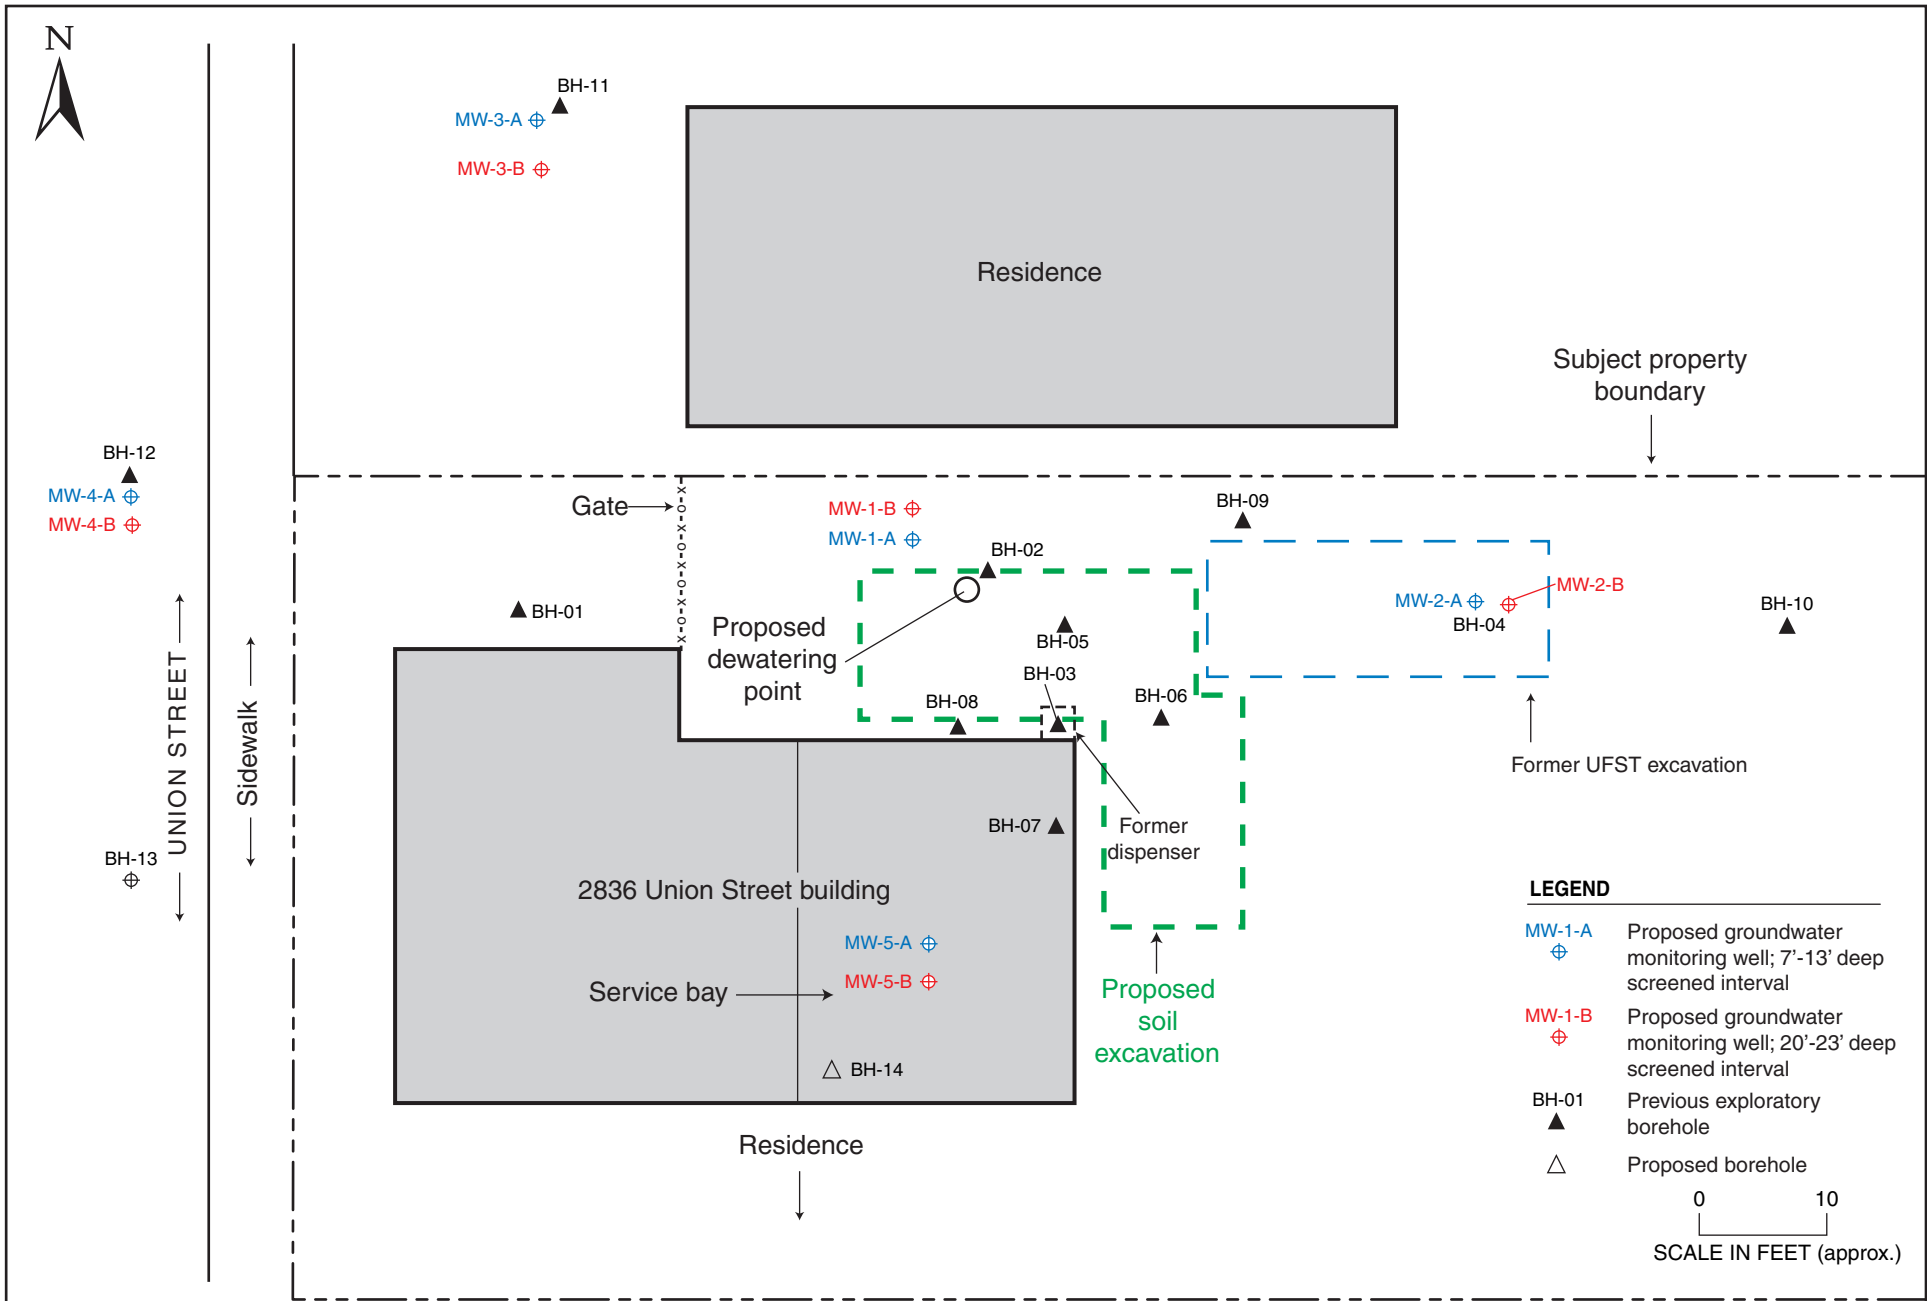 N
BH-11
MW-3-A
MW-3-B
Residence
Subject property
boundary
BH-12
MW-4-A
MW-4-B
Gate
MW-1-B
MW-1-A
BH-09
BH-02
MW-2-A
MW-2-B
BH-04
BH-10
BH-01
Proposed
dewatering
point
BH-05
BH-03
BH-08
BH-06
UNION STREET
Sidewalk
Former UFST excavation
BH-07
Former
dispenser
BH-13
2836 Union Street building
MW-5-A
MW-5-B
Service bay
Proposed
soil
excavation
BH-14
Residence
LEGEND
MW-1-A
Proposed groundwater
monitoring well; 7'-13' deep
screened interval
MW-1-B
Proposed groundwater
monitoring well; 20'-23' deep
screened interval
BH-01
Previous exploratory
borehole
Proposed borehole
0 10
SCALE IN FEET (approx.)